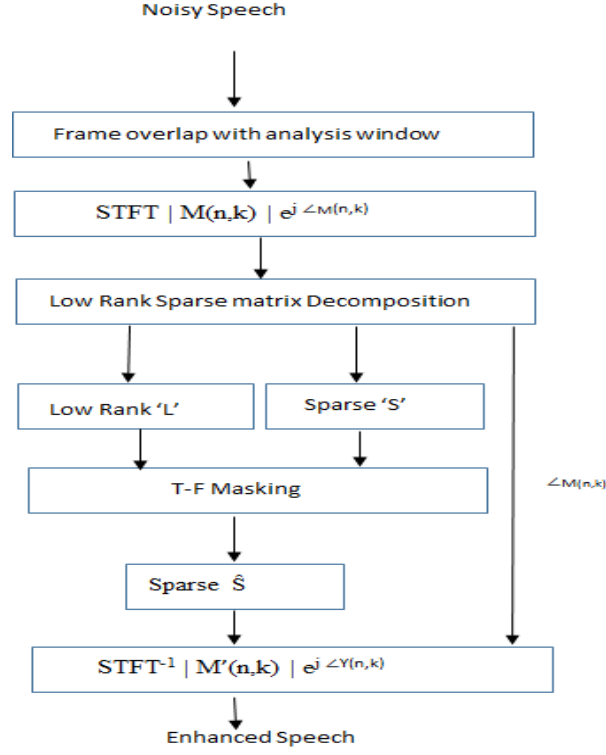 Noisy Speech
Frame overlap with analysis window
STFT | M(n,k) | e^j ∠M(n,k)
Low Rank Sparse matrix Decomposition
Low Rank ‘L’
Sparse ‘S’
T-F Masking
∠M(n,k)
Sparse Ŝ
STFT⁻¹ | M′(n,k) | e^j ∠Y(n,k)
Enhanced Speech